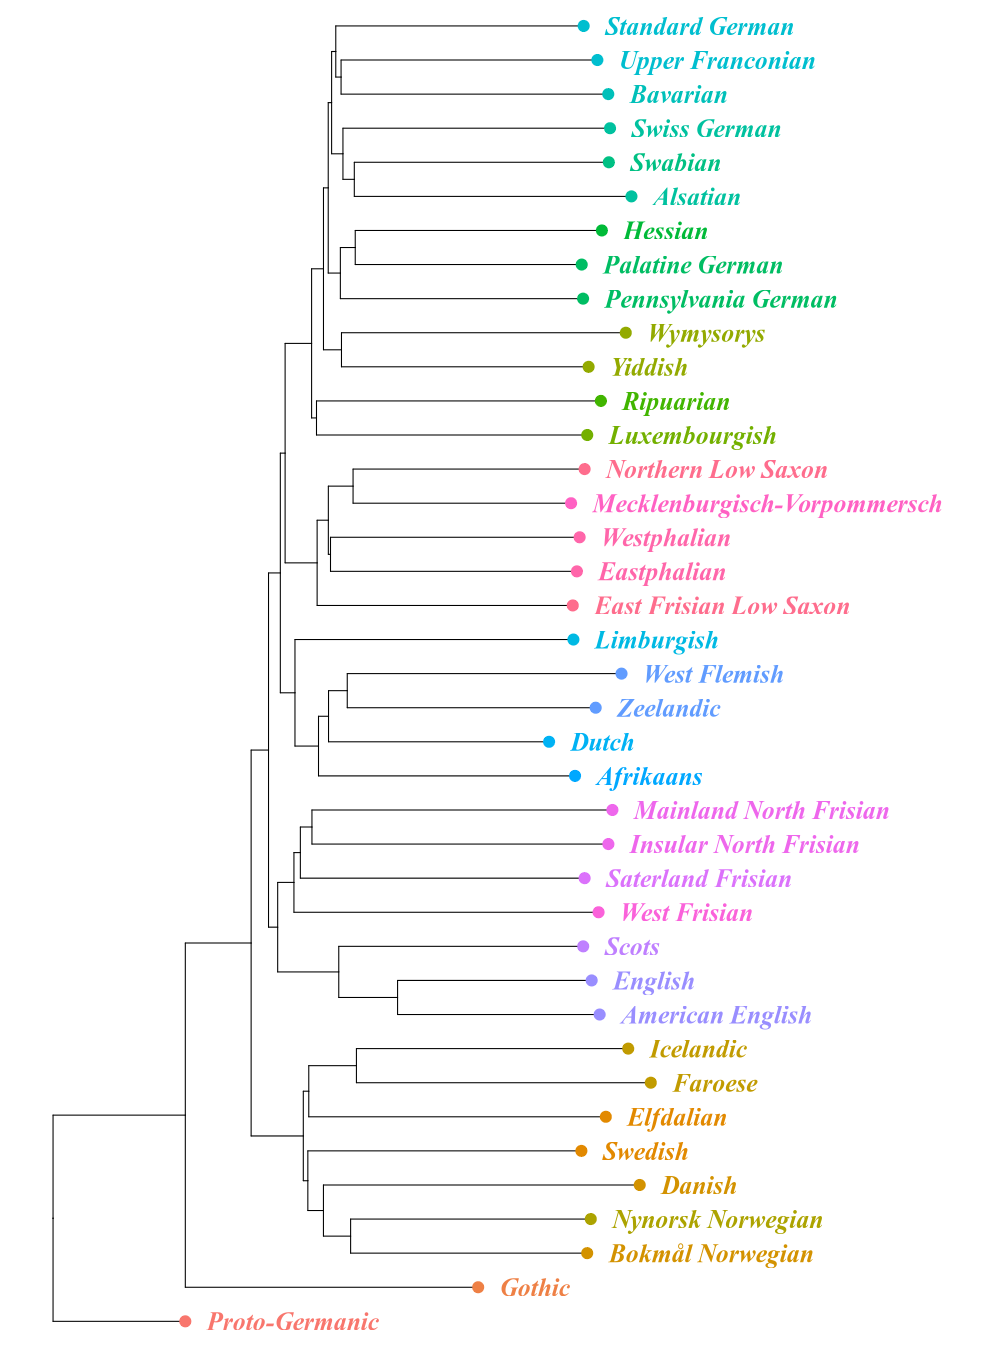 Standard German
Upper Franconian
Bavarian
Swiss German
Swabian
Alsatian
Hessian
Palatine German
Pennsylvania German
Wymysorys
Yiddish
Ripuarian
Luxembourgish
Northern Low Saxon
Mecklenburgisch-Vorpommersch
Westphalian
Eastphalian
East Frisian Low Saxon
Limburgish
West Flemish
Zeelandic
Dutch
Afrikaans
Mainland North Frisian
Insular North Frisian
Saterland Frisian
West Frisian
Scots
English
American English
Icelandic
Faroese
Elfdalian
Swedish
Danish
Nynorsk Norwegian
Bokmål Norwegian
Gothic
Proto-Germanic